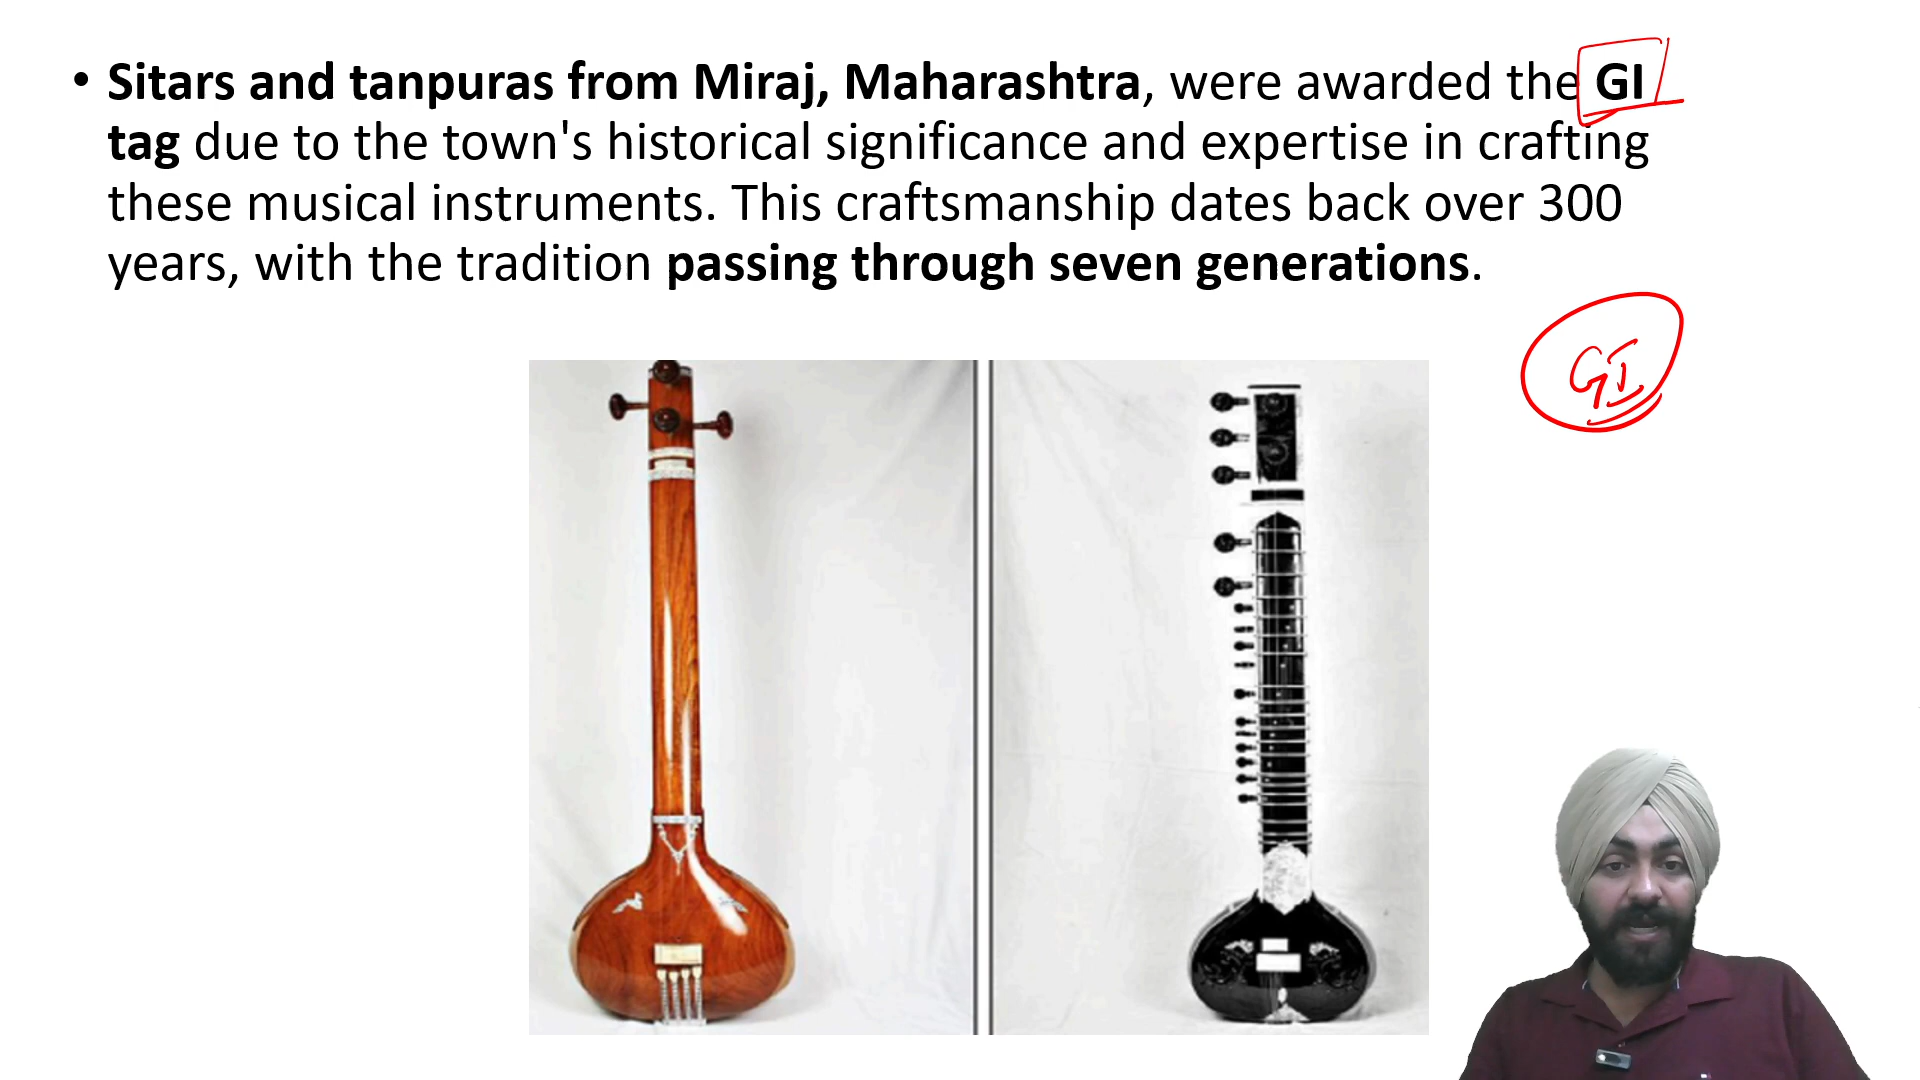 • Sitars and tanpuras from Miraj, Maharashtra, were awarded the GI
tag due to the town's historical significance and expertise in crafting
these musical instruments. This craftsmanship dates back over 300
years, with the tradition passing through seven generations.
GI